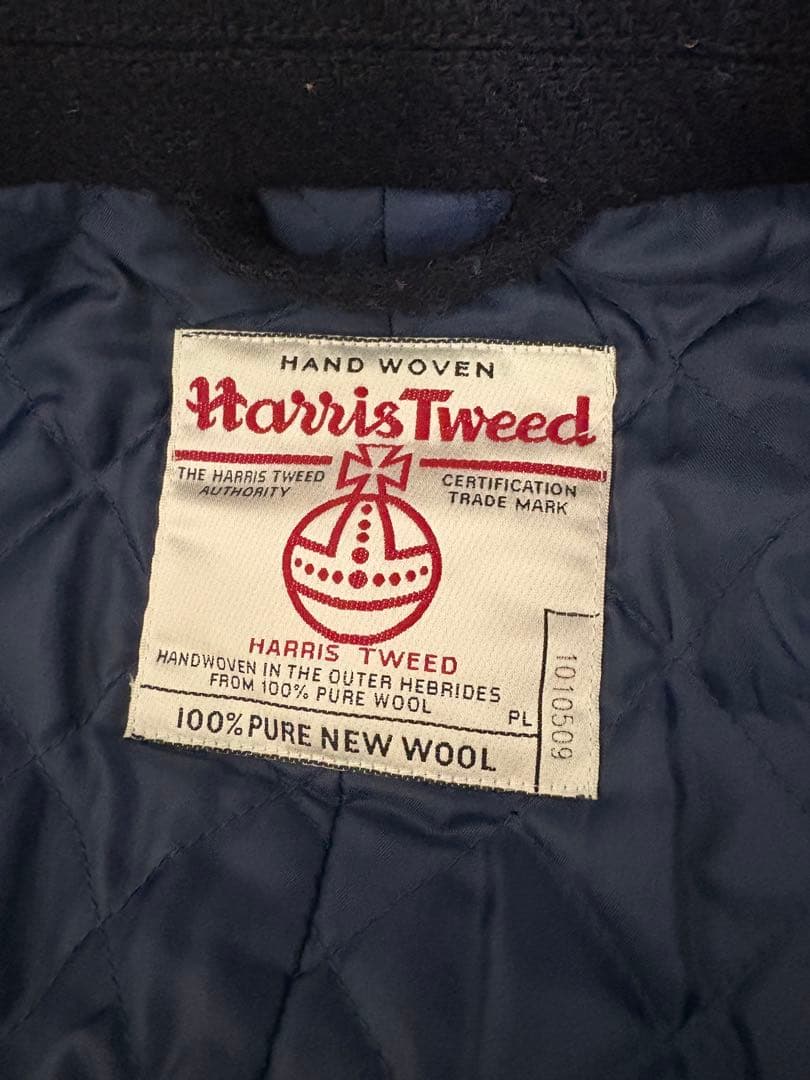 HAND WOVEN
Harris Tweed
THE HARRIS TWEED
AUTHORITY
CERTIFICATION
TRADE MARK
HARRIS TWEED
HANDWOVEN IN THE OUTER HEBRIDES
FROM 100% PURE WOOL
PL
1010509
100% PURE NEW WOOL